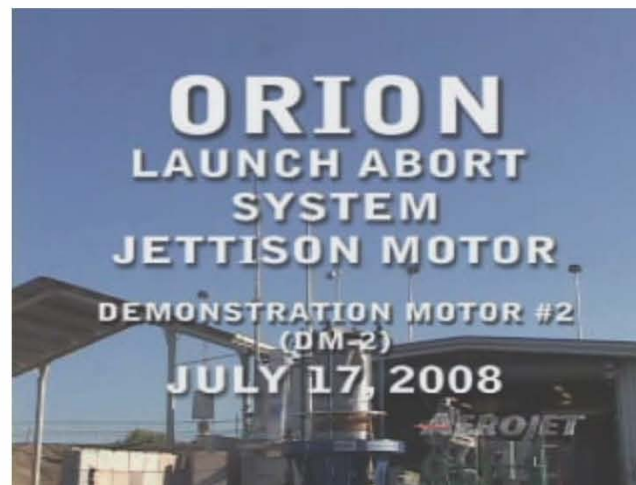 ORION
LAUNCH ABORT
SYSTEM
JETTISON MOTOR
DEMONSTRATION MOTOR #2
(DM-2)
JULY 17, 2008
AEROJET